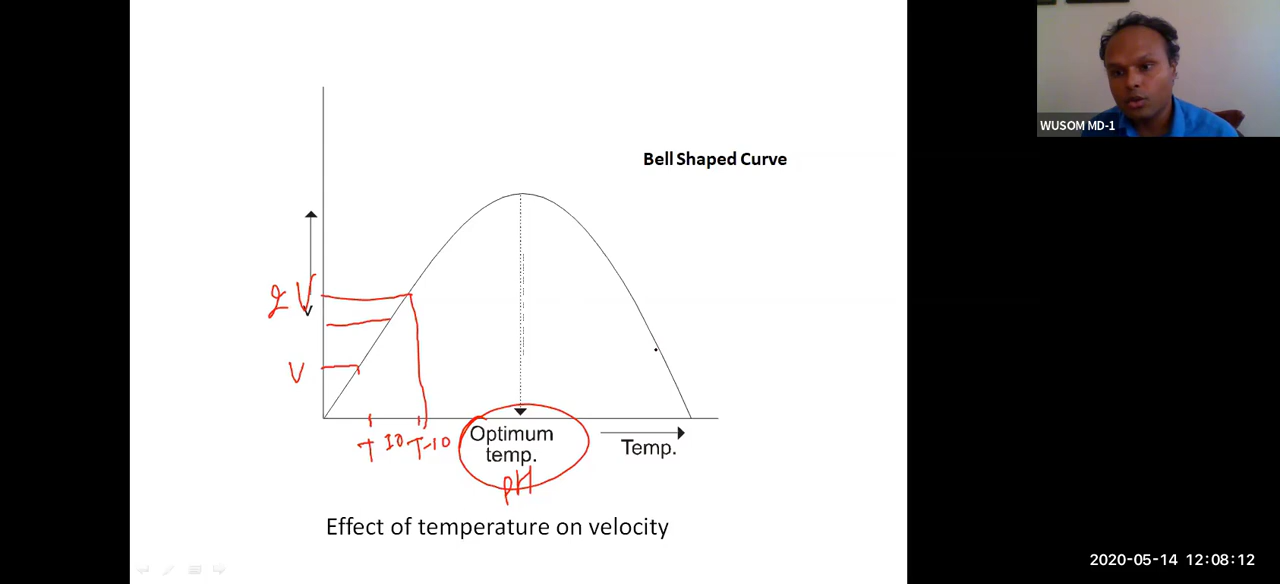 WUSOM MD-1
Bell Shaped Curve
2V
V
V
T 10 T-10
Optimum
temp.
pH
Temp.
Effect of temperature on velocity
2020-05-14 12:08:12